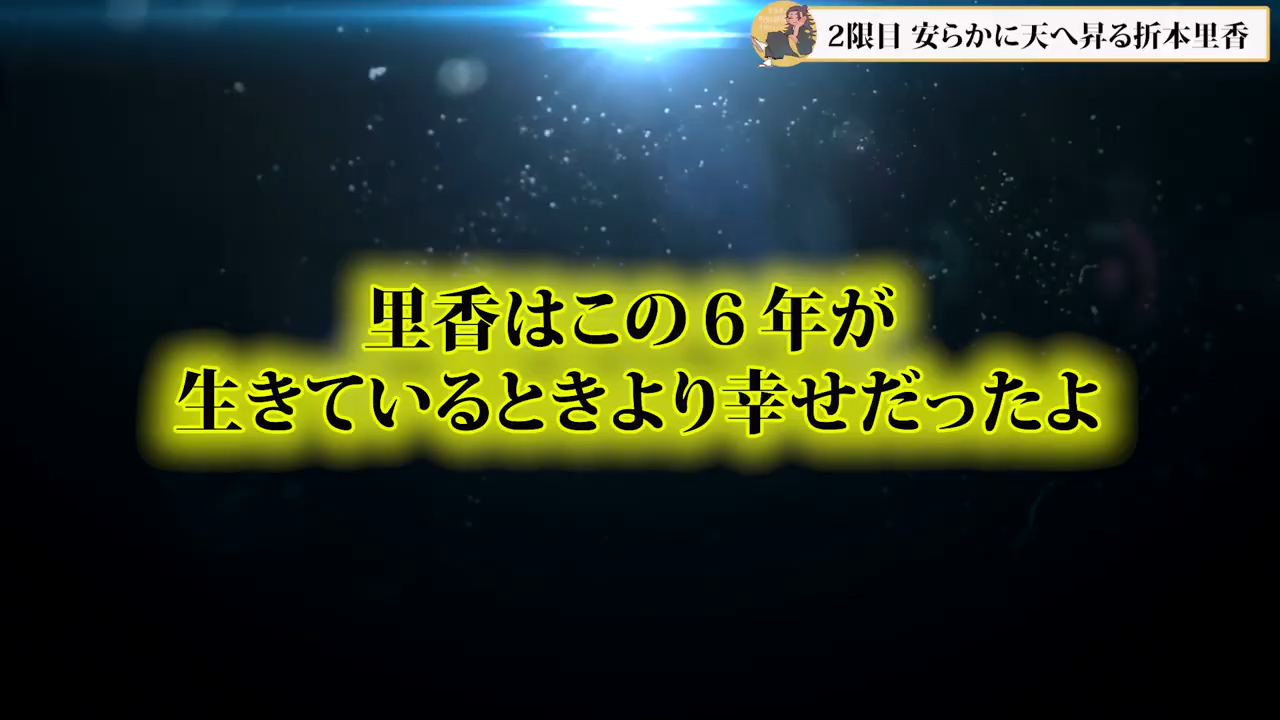 2限目 安らかに天へ昇る折本里香
里香はこの6年が
生きているときより幸せだったよ